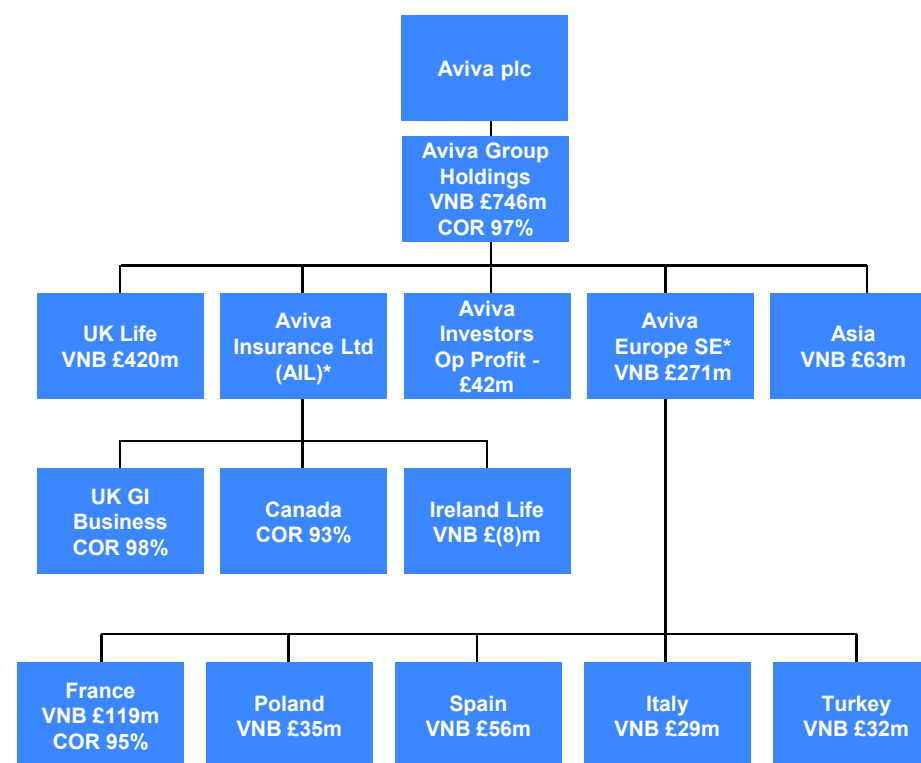 Aviva plc
Aviva Group
Holdings
VNB £746m
COR 97%
UK Life
VNB £420m
Aviva
Insurance Ltd
(AIL)*
Aviva
Investors
Op Profit -
£42m
Aviva
Europe SE*
VNB £271m
Asia
VNB £63m
UK GI
Business
COR 98%
Canada
COR 93%
Ireland Life
VNB £(8)m
France
VNB £119m
COR 95%
Poland
VNB £35m
Spain
VNB £56m
Italy
VNB £29m
Turkey
VNB £32m